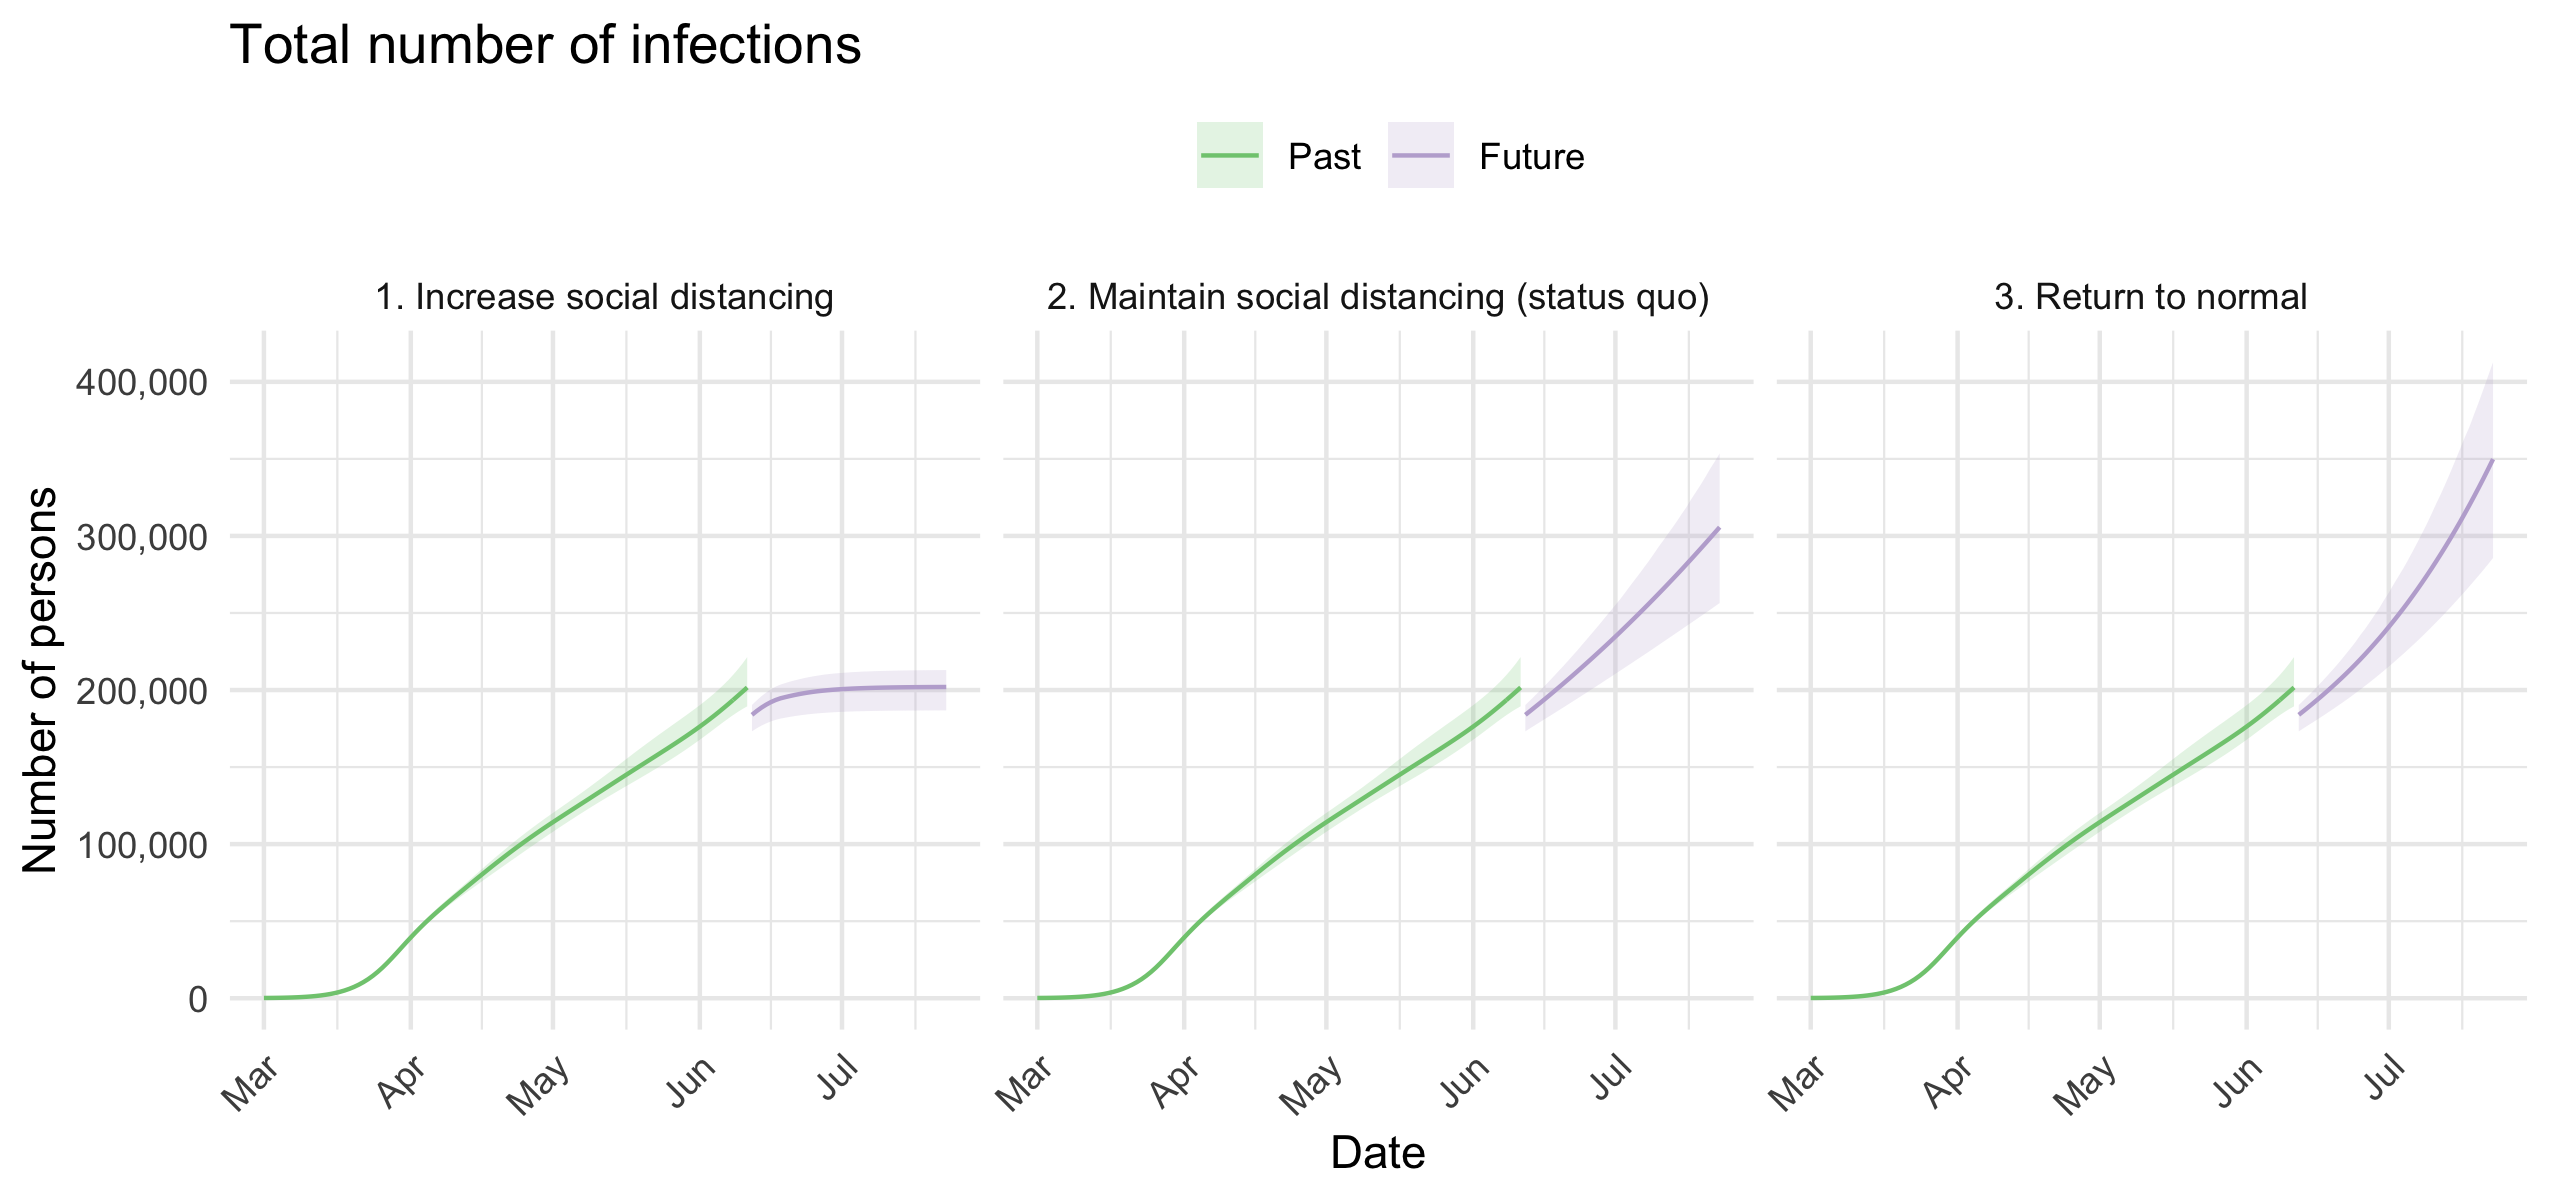 Total number of infections
Past
Future
1. Increase social distancing
2. Maintain social distancing (status quo)
3. Return to normal
Number of persons
400,000
300,000
200,000
100,000
0
Mar
Apr
May
Jun
Jul
Mar
Apr
May
Jun
Jul
Mar
Apr
May
Jun
Jul
Date